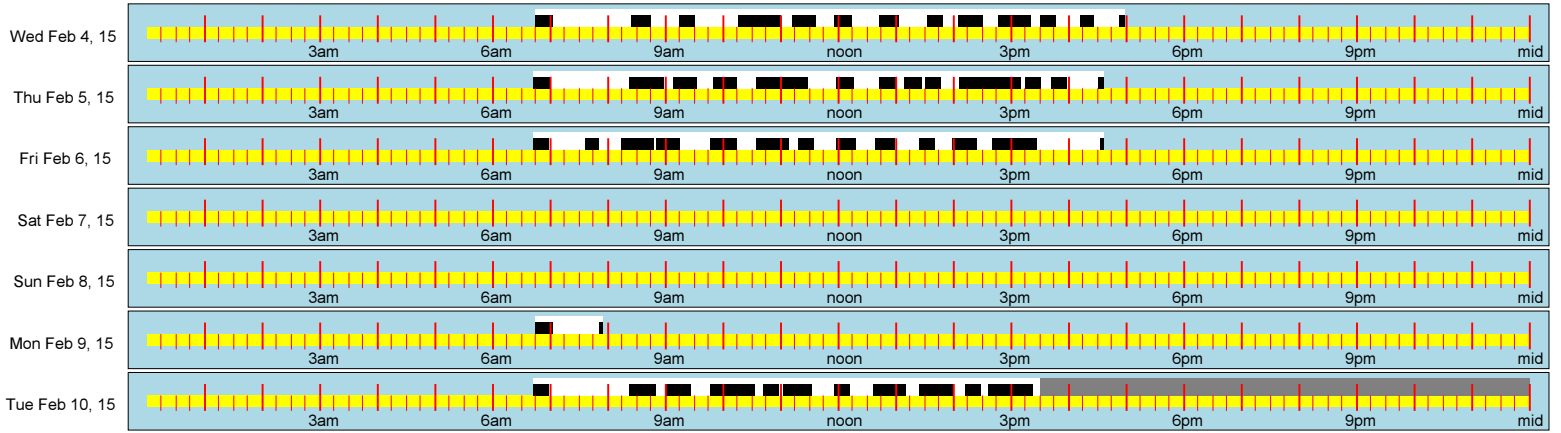 Wed Feb 4, 15
3am 6am 9am noon 3pm 6pm 9pm mid
Thu Feb 5, 15
3am 6am 9am noon 3pm 6pm 9pm mid
Fri Feb 6, 15
3am 6am 9am noon 3pm 6pm 9pm mid
Sat Feb 7, 15
3am 6am 9am noon 3pm 6pm 9pm mid
Sun Feb 8, 15
3am 6am 9am noon 3pm 6pm 9pm mid
Mon Feb 9, 15
3am 6am 9am noon 3pm 6pm 9pm mid
Tue Feb 10, 15
3am 6am 9am noon 3pm 6pm 9pm mid